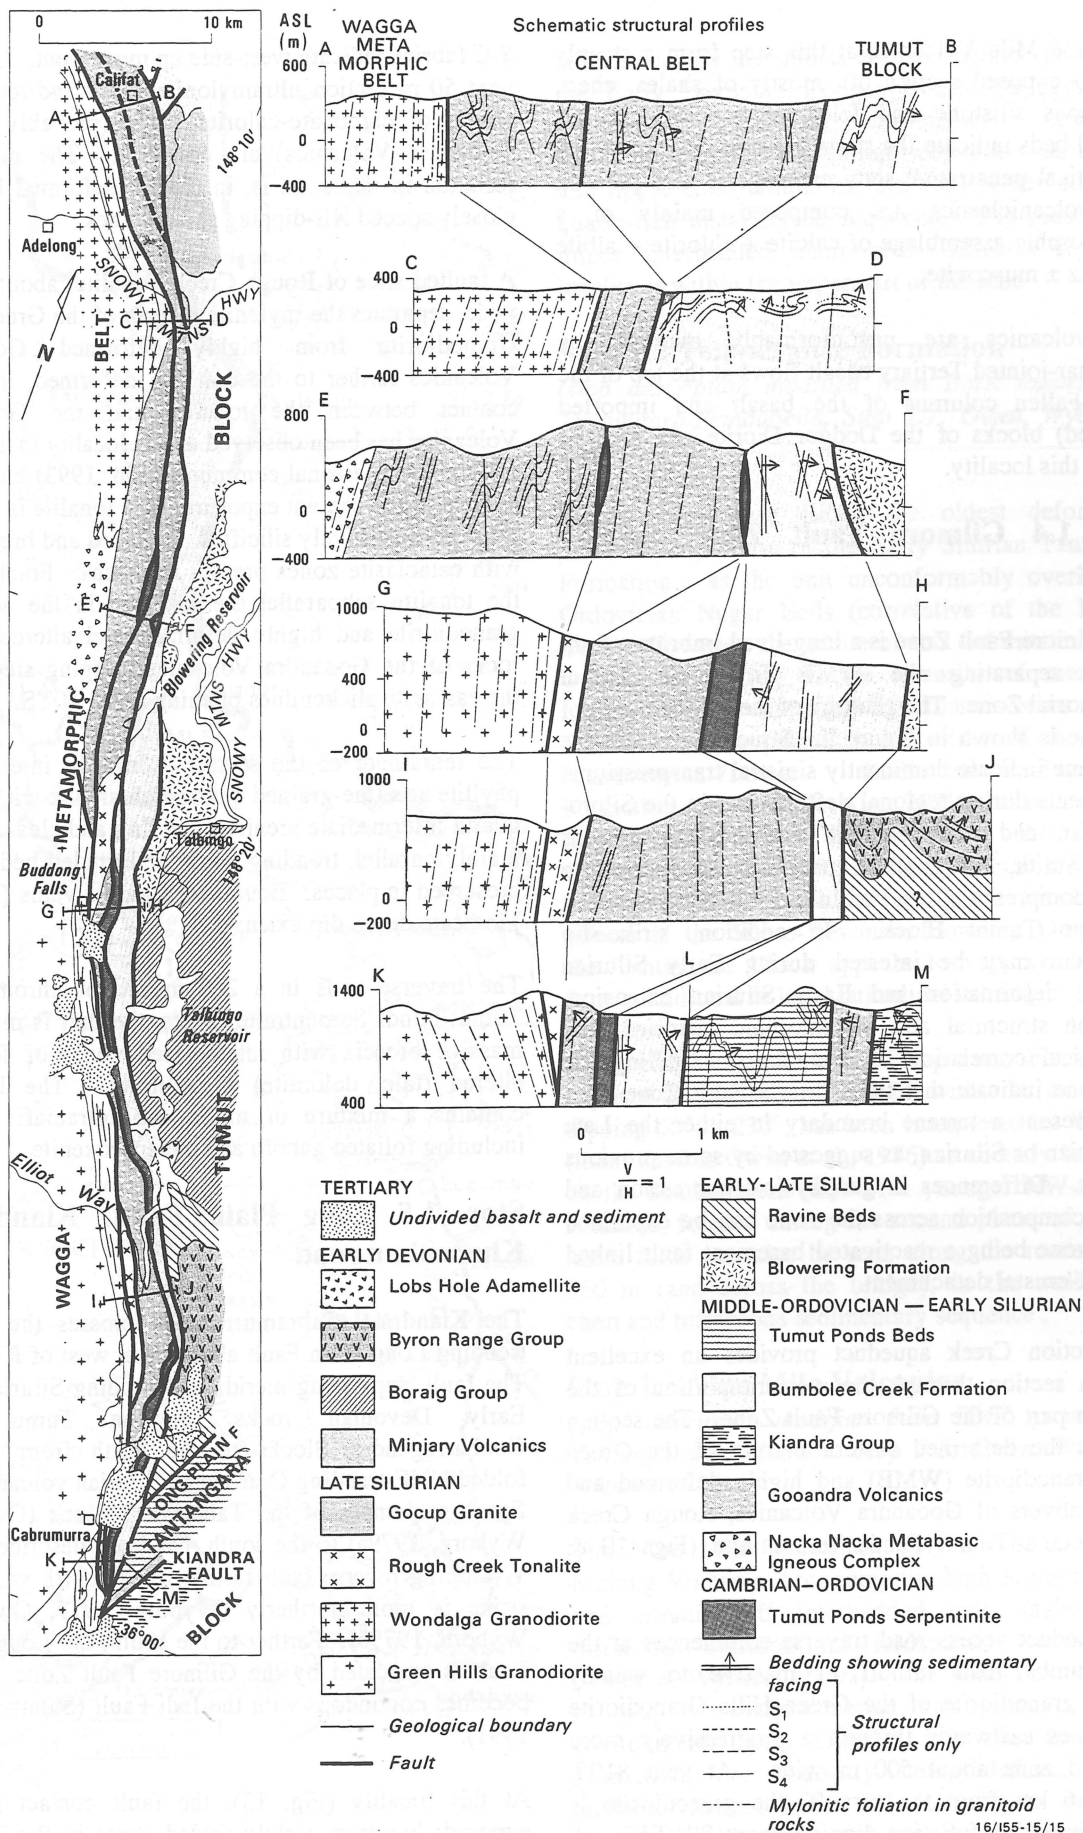 0 10 km
Califat
A
B
148°10'
Adelong
SNOWY
MTNS
HWY
C
D
N
BELT
BLOCK
E
F
Blowering Reservoir
SNOWY MTNS HWY
METAMORPHIC
Talbingo
148°20'
Buddong
Falls
G
H
Talbingo
Reservoir
TUMUT
Elliot Way
WAGGA
I
J
LONG PLAIN F
TANTANGARA
Cabrumurra
K
L
KIANDRA
FAULT
M
36°00'
BLOCK
ASL
(m)
WAGGA
META
MORPHIC
BELT
Schematic structural profiles
CENTRAL BELT
TUMUT
BLOCK
A
B
600
0
−400
C
D
400
0
−400
E
F
800
0
−400
G
H
1000
400
0
−200
J
1000
0
−200
?
K
L
M
1400
400
0 1 km
V/H = 1
TERTIARY
Undivided basalt and sediment
EARLY DEVONIAN
Lobs Hole Adamellite
Byron Range Group
Boraig Group
Minjary Volcanics
LATE SILURIAN
Gocup Granite
Rough Creek Tonalite
Wondalga Granodiorite
Green Hills Granodiorite
Geological boundary
Fault
EARLY-LATE SILURIAN
Ravine Beds
Blowering Formation
MIDDLE-ORDOVICIAN — EARLY SILURIAN
Tumut Ponds Beds
Bumbolee Creek Formation
Kiandra Group
Gooandra Volcanics
Nacka Nacka Metabasic
Igneous Complex
CAMBRIAN–ORDOVICIAN
Tumut Ponds Serpentinite
Bedding showing sedimentary
facing
S1
S2
S3
S4
Structural
profiles only
Mylonitic foliation in granitoid
rocks
16/I55-15/15